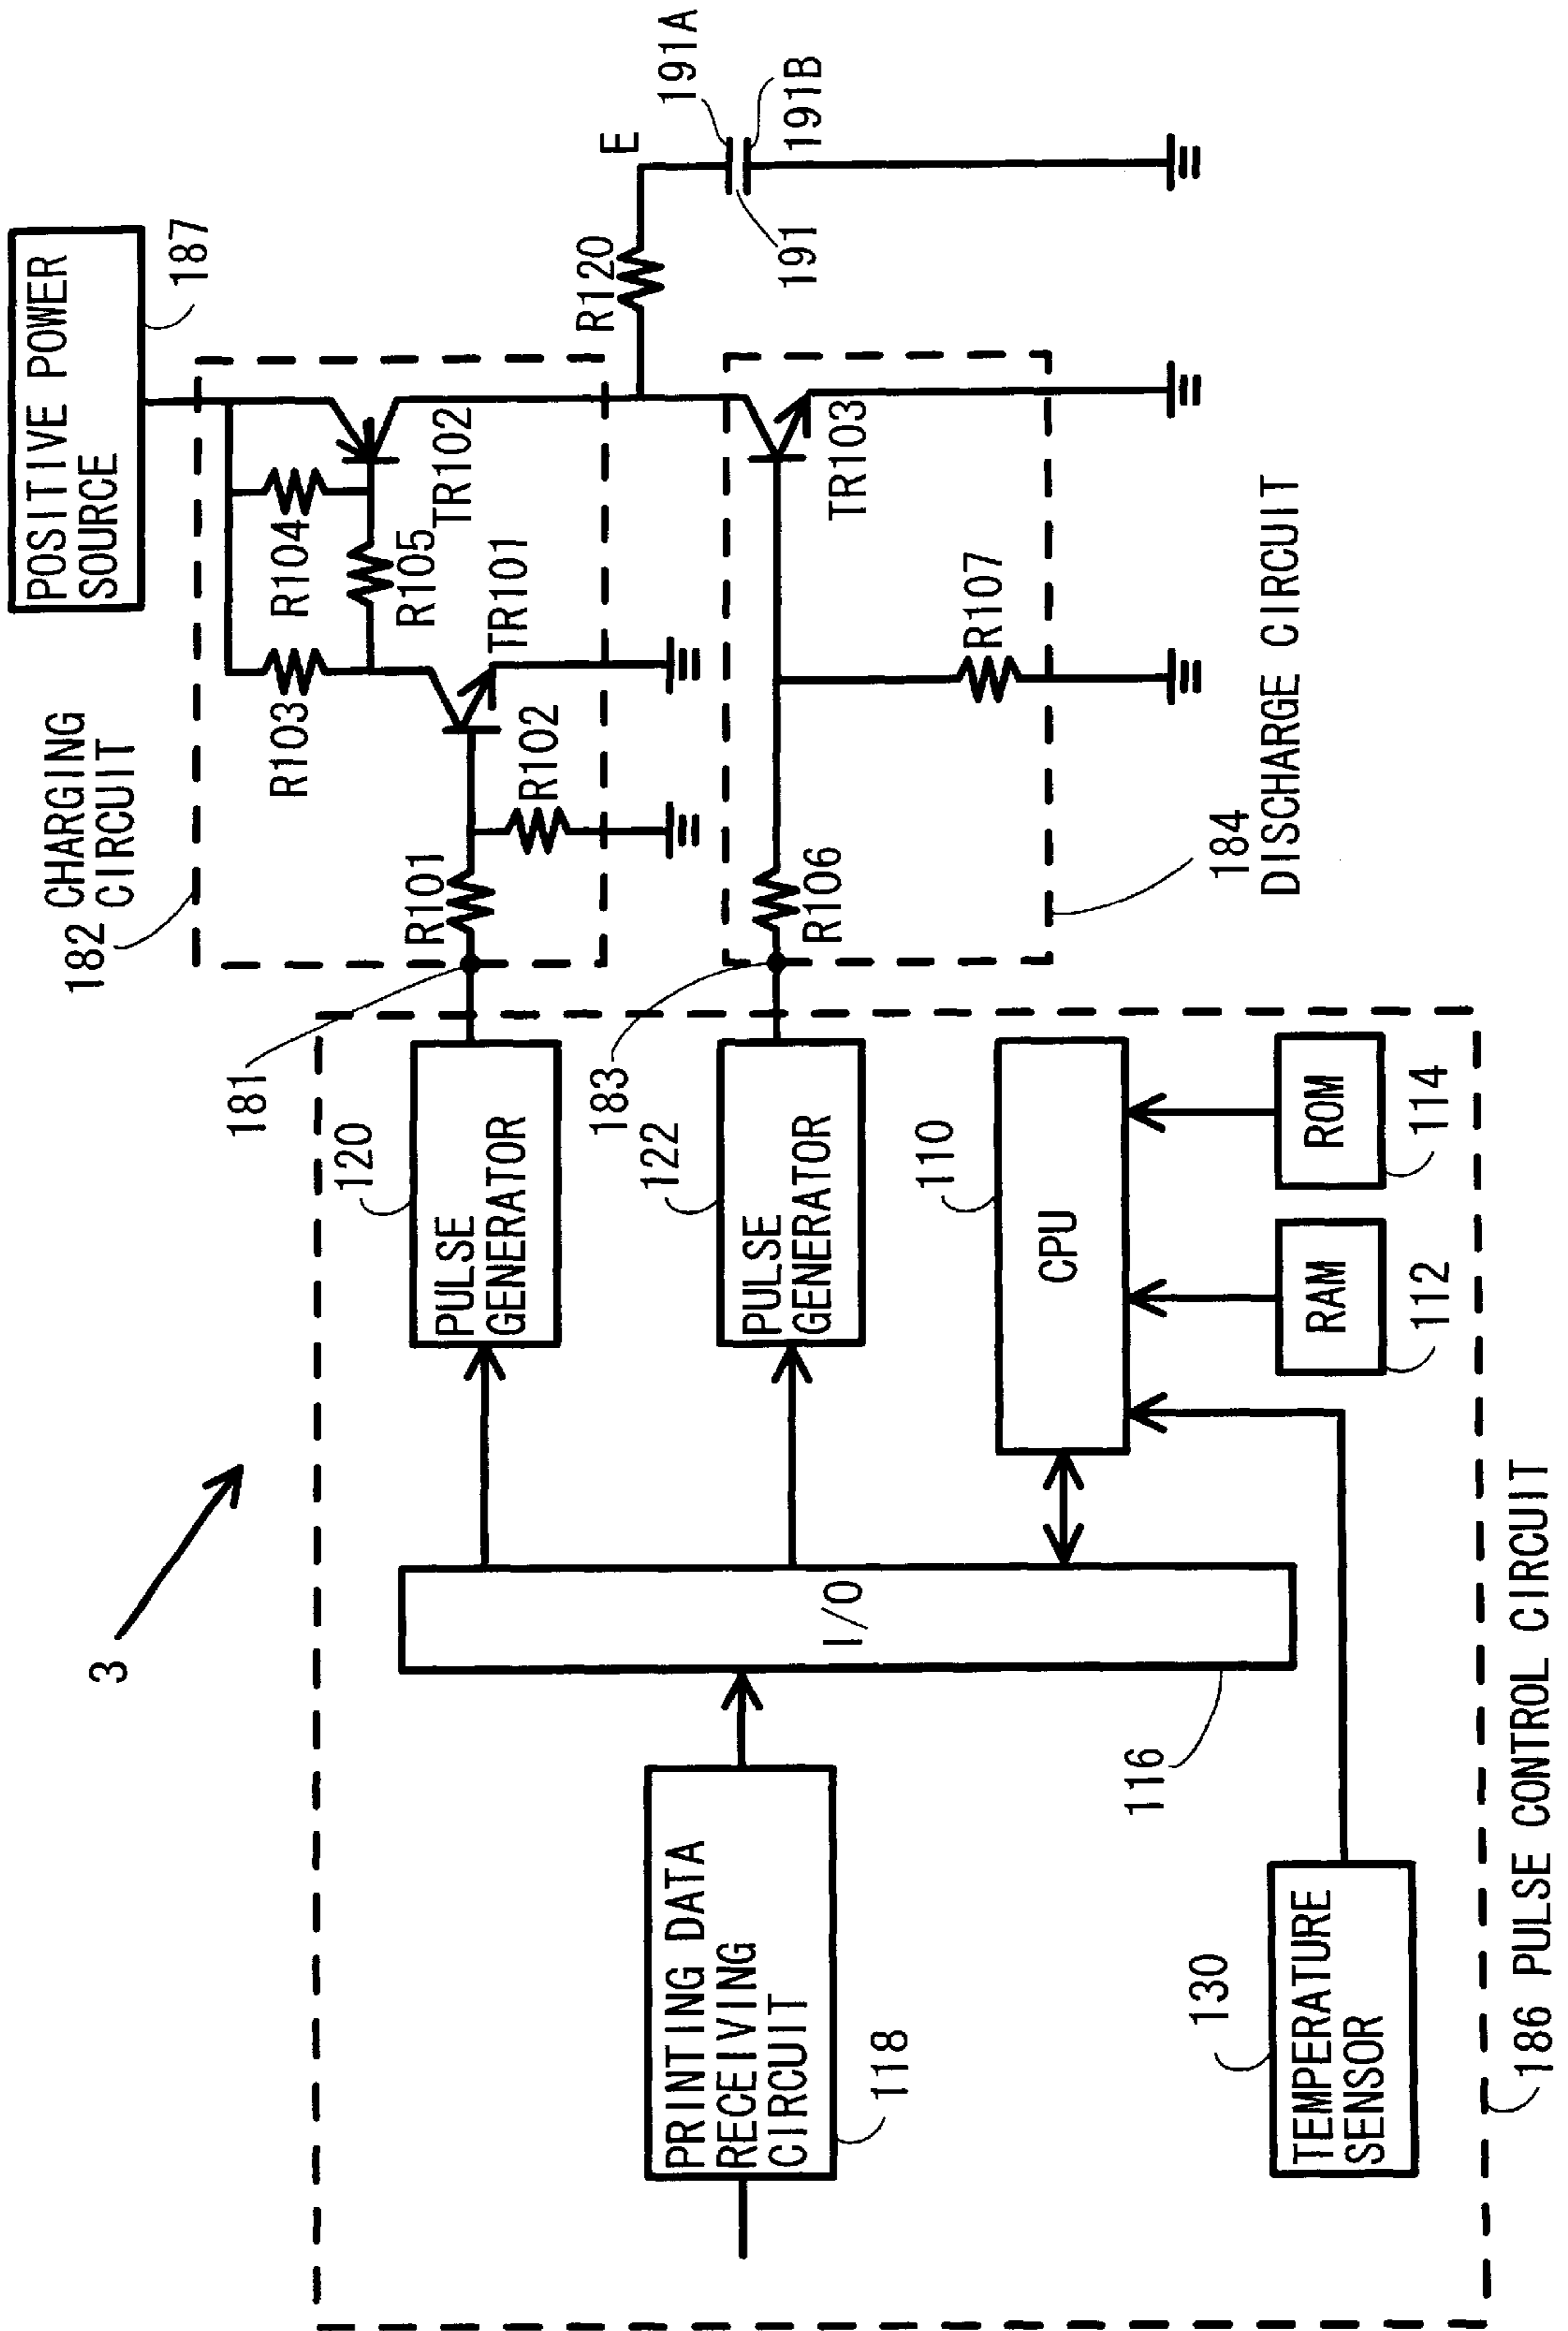 3
182 CHARGING
CIRCUIT
POSITIVE POWER
SOURCE
187
R103
R104
R105
TR102
TR101
R102
R101
181
R120
E
191A
191
191B
120
PULSE
GENERATOR
183
R106
TR103
R107
122
PULSE
GENERATOR
184
DISCHARGE CIRCUIT
PRINTING DATA
RECEIVING
CIRCUIT
118
I/O
116
110
CPU
RAM
112
ROM
114
130
TEMPERATURE
SENSOR
186 PULSE CONTROL CIRCUIT